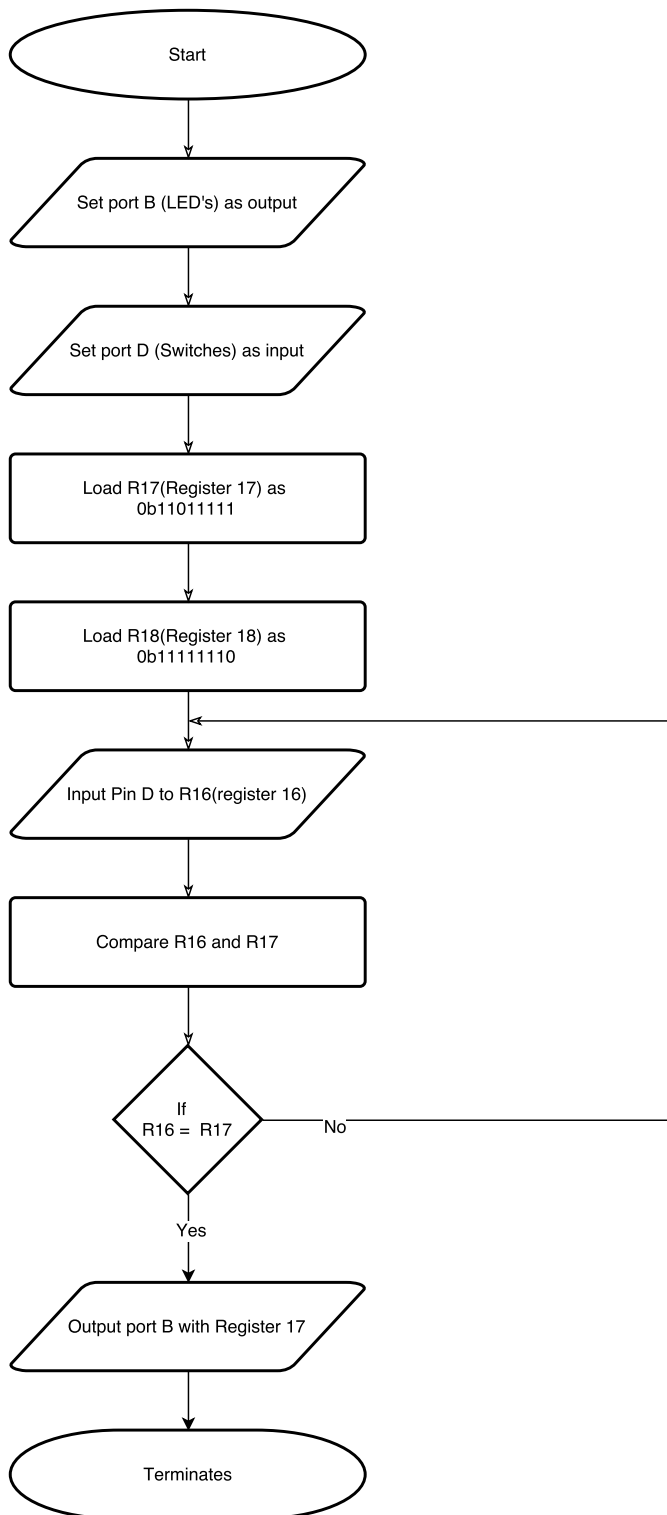 Start
Set port B (LED's) as output
Set port D (Switches) as input
Load R17(Register 17) as
0b11011111
Load R18(Register 18) as
0b11111110
Input Pin D to R16(register 16)
Compare R16 and R17
If
R16 = R17
No
Yes
Output port B with Register 17
Terminates